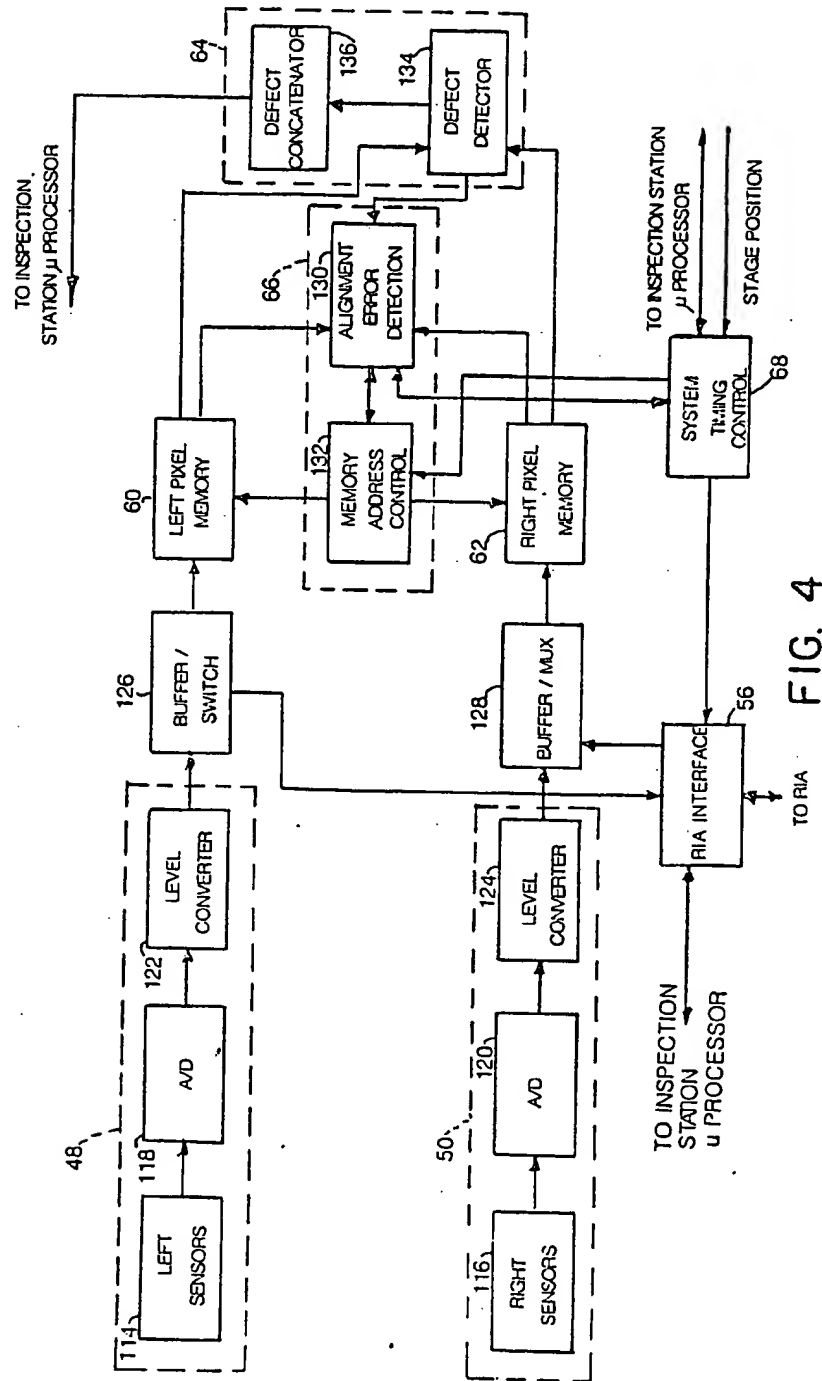 48
114
LEFT
SENSORS
118
A/D
122
LEVEL
CONVERTER
126
BUFFER /
SWITCH
60
LEFT PIXEL
MEMORY
TO INSPECTION,
STATION µ PROCESSOR
66
132
MEMORY
ADDRESS
CONTROL
130
ALIGNMENT
ERROR
DETECTION
64
DEFECT
CONCATENATOR
136
DEFECT
DETECTOR
134
50
116
RIGHT
SENSORS
120
A/D
124
LEVEL
CONVERTER
128
BUFFER / MUX
62
RIGHT PIXEL
MEMORY
TO INSPECTION
STATION
u PROCESSOR
RIA INTERFACE
56
TO RIA
SYSTEM
TIMING
CONTROL
68
TO INSPECTION STATION
µ PROCESSOR
STAGE POSITION
FIG. 4